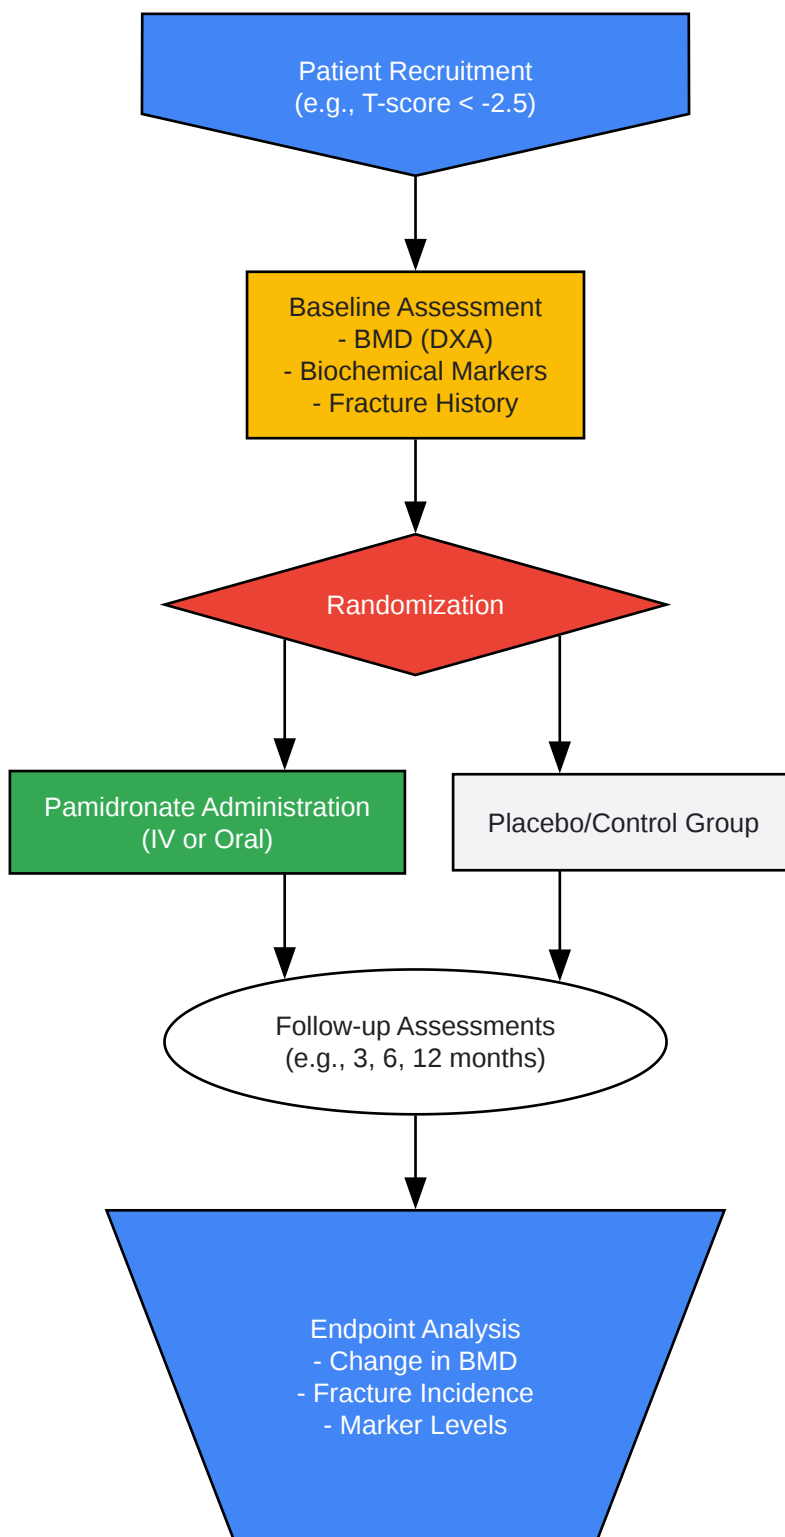 Patient Recruitment
(e.g., T-score < -2.5)
Baseline Assessment
- BMD (DXA)
- Biochemical Markers
- Fracture History
Randomization
Pamidronate Administration
(IV or Oral)
Placebo/Control Group
Follow-up Assessments
(e.g., 3, 6, 12 months)
Endpoint Analysis
- Change in BMD
- Fracture Incidence
- Marker Levels